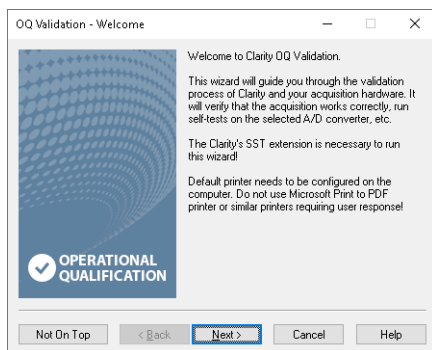 OQ Validation - Welcome
Welcome to Clarity OQ Validation.
This wizard will guide you through the validation
process of Clarity and your acquisition hardware. It
will verify that the acquisition works correctly, run
self-tests on the selected A/D converter, etc.
The Clarity's SST extension is necessary to run
this wizard!
Default printer needs to be configured on the
computer. Do not use Microsoft Print to PDF
printer or similar printers requiring user response!
OPERATIONAL
QUALIFICATION
Not On Top < Back Next > Cancel Help